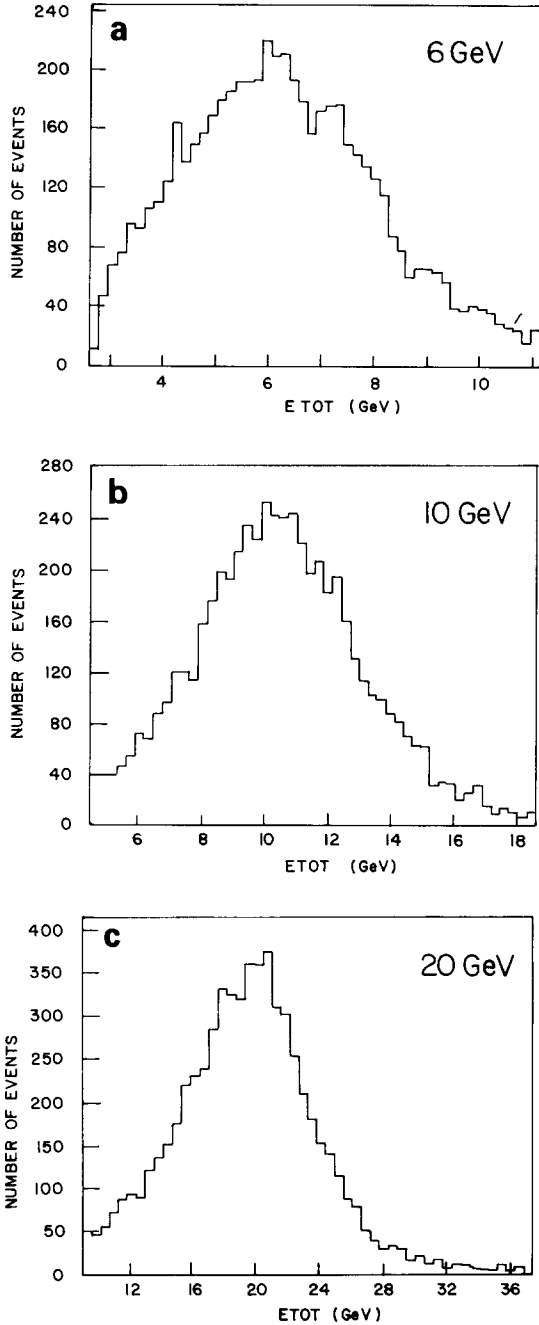 a
6 GeV
240
200
160
120
80
40
0
NUMBER OF EVENTS
4 6 8 10
E TOT (GeV)
b
10 GeV
280
240
200
160
120
80
40
0
NUMBER OF EVENTS
6 8 10 12 14 16 18
ETOT (GeV)
c
20 GeV
400
350
300
250
200
150
100
50
0
NUMBER OF EVENTS
12 16 20 24 28 32 36
ETOT (GeV)